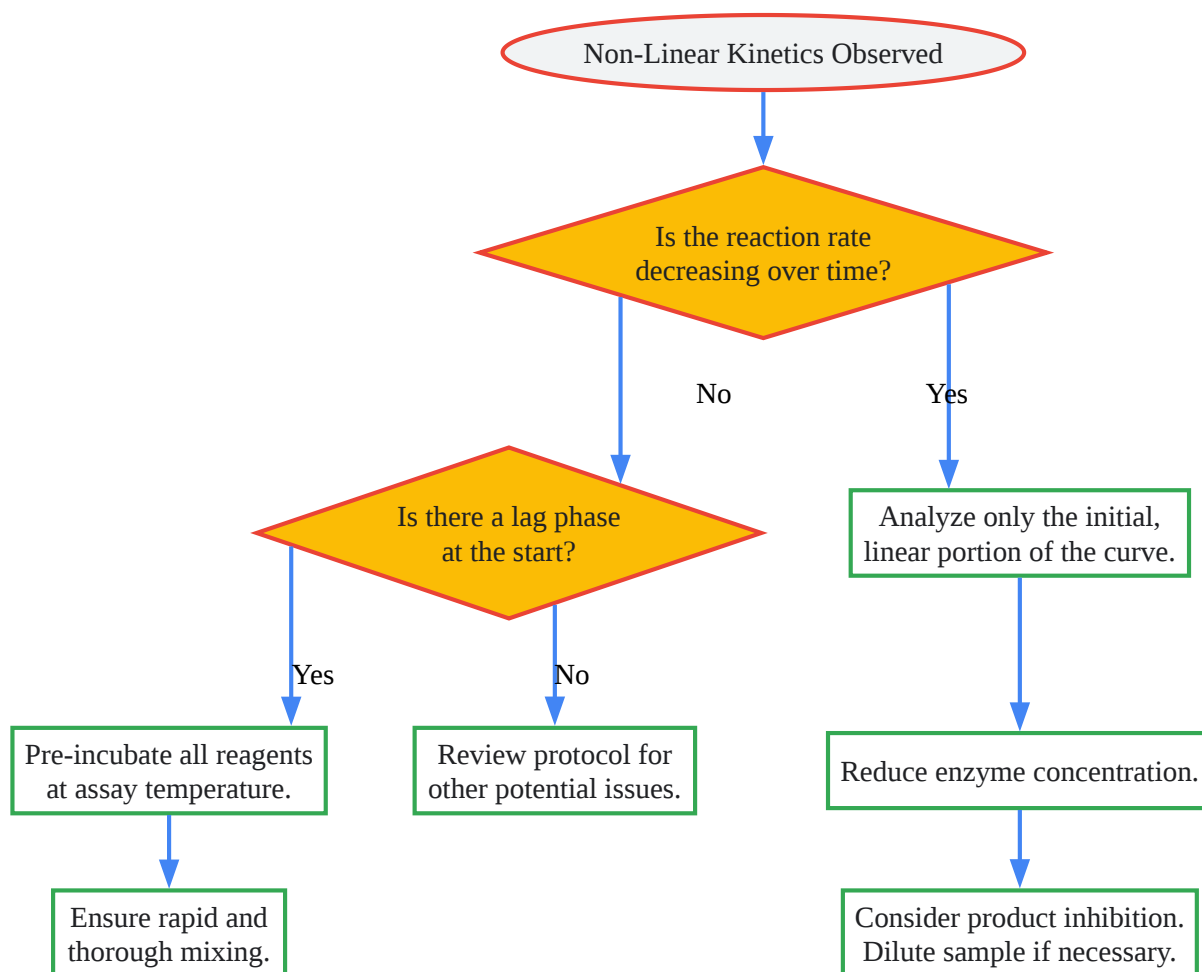 Non-Linear Kinetics Observed
Is the reaction rate
decreasing over time?
No
Yes
Is there a lag phase
at the start?
Analyze only the initial,
linear portion of the curve.
Yes
No
Pre-incubate all reagents
at assay temperature.
Review protocol for
other potential issues.
Reduce enzyme concentration.
Ensure rapid and
thorough mixing.
Consider product inhibition.
Dilute sample if necessary.